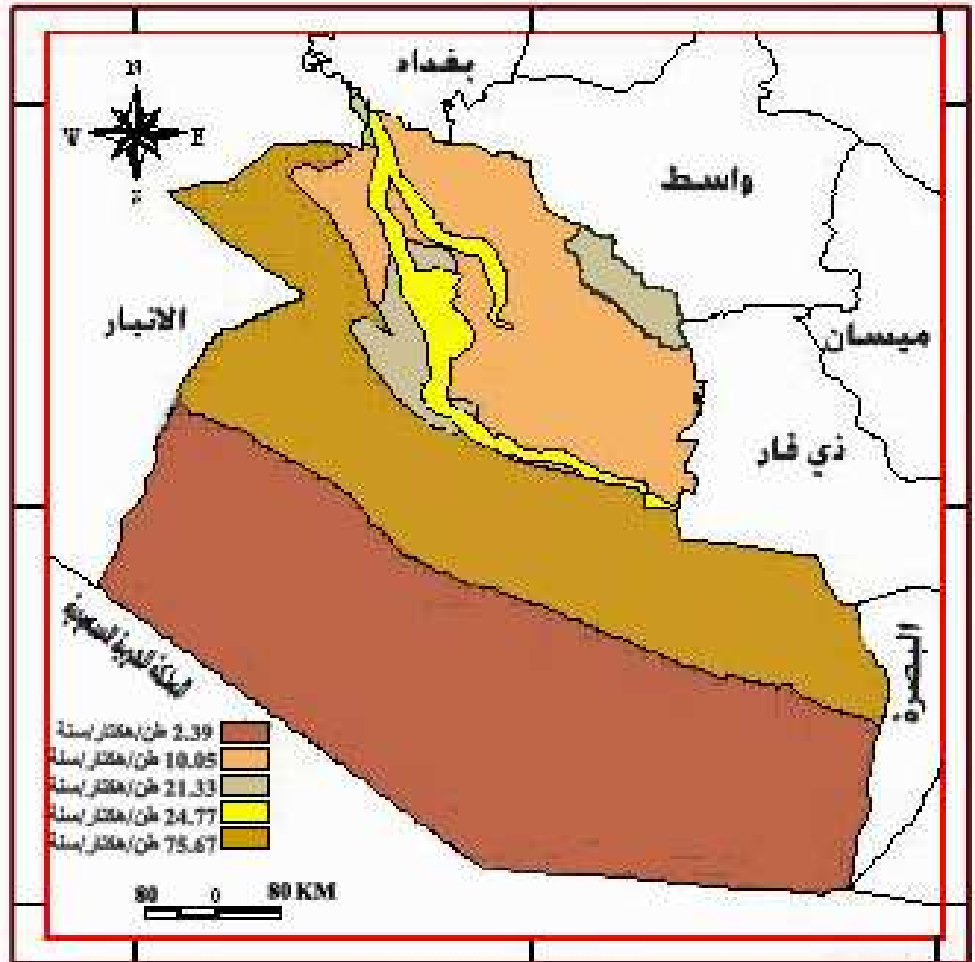 بغداد
N
W
E
واسط
الانبار
ميسان
ذي قار
البصرة
المملكة العربية السعودية
2.39 طن/هكتار/سنة
10.05 طن/هكتار/سنة
21.33 طن/هكتار/سنة
24.77 طن/هكتار/سنة
75.67 طن/هكتار/سنة
80 0 80 KM